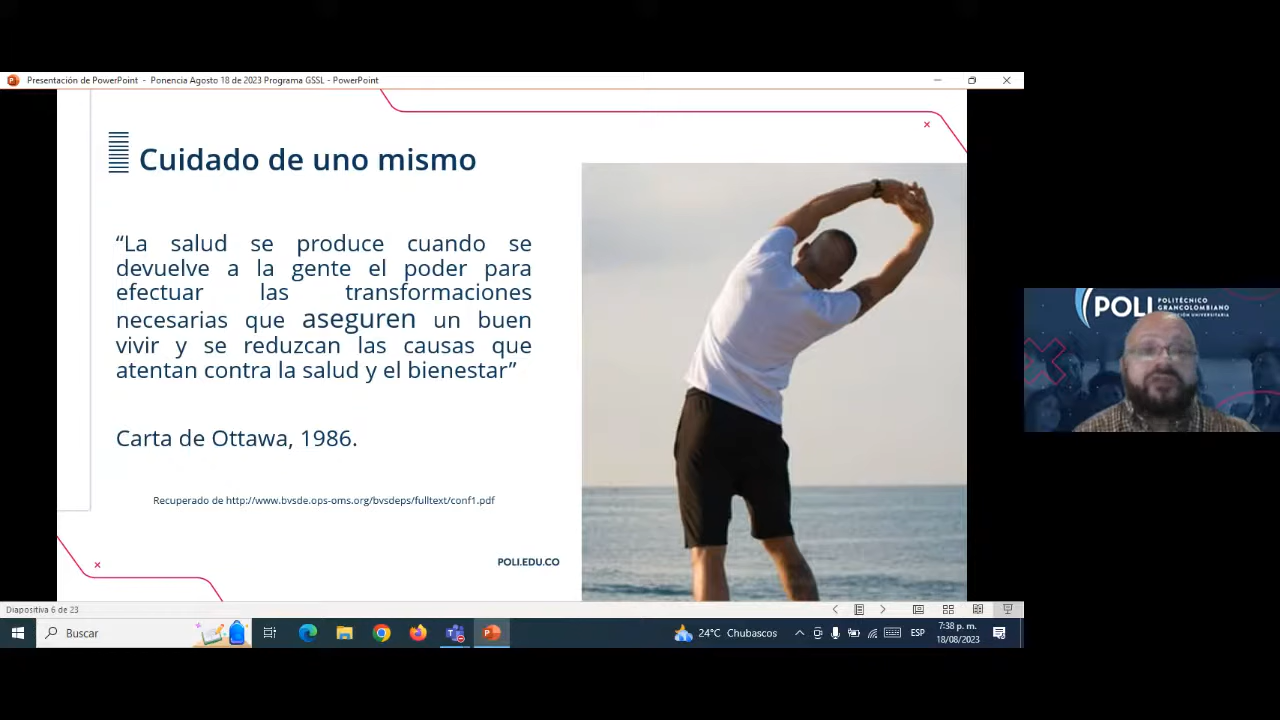 Presentación de PowerPoint - Ponencia Agosto 18 de 2023 Programa GSSL - PowerPoint
Cuidado de uno mismo
“La salud se produce cuando se
devuelve a la gente el poder para
efectuar las transformaciones
necesarias que aseguren un buen
vivir y se reduzcan las causas que
atentan contra la salud y el bienestar”
Carta de Ottawa, 1986.
Recuperado de http://www.bvsde.ops-oms.org/bvsdeps/fulltext/conf1.pdf
POLI.EDU.CO
POLI POLITÉCNICO
GRANCOLOMBIANO
Diapositiva 6 de 23
Buscar
24°C Chubascos
ESP
7:38 p. m.
18/08/2023